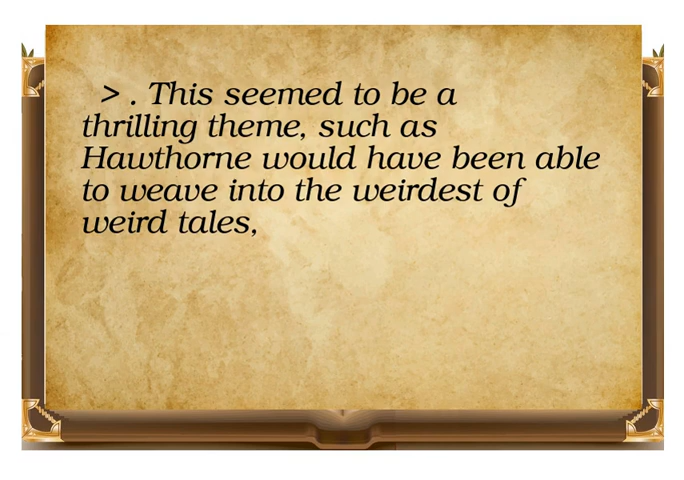 > . This seemed to be a
thrilling theme, such as
Hawthorne would have been able
to weave into the weirdest of
weird tales,